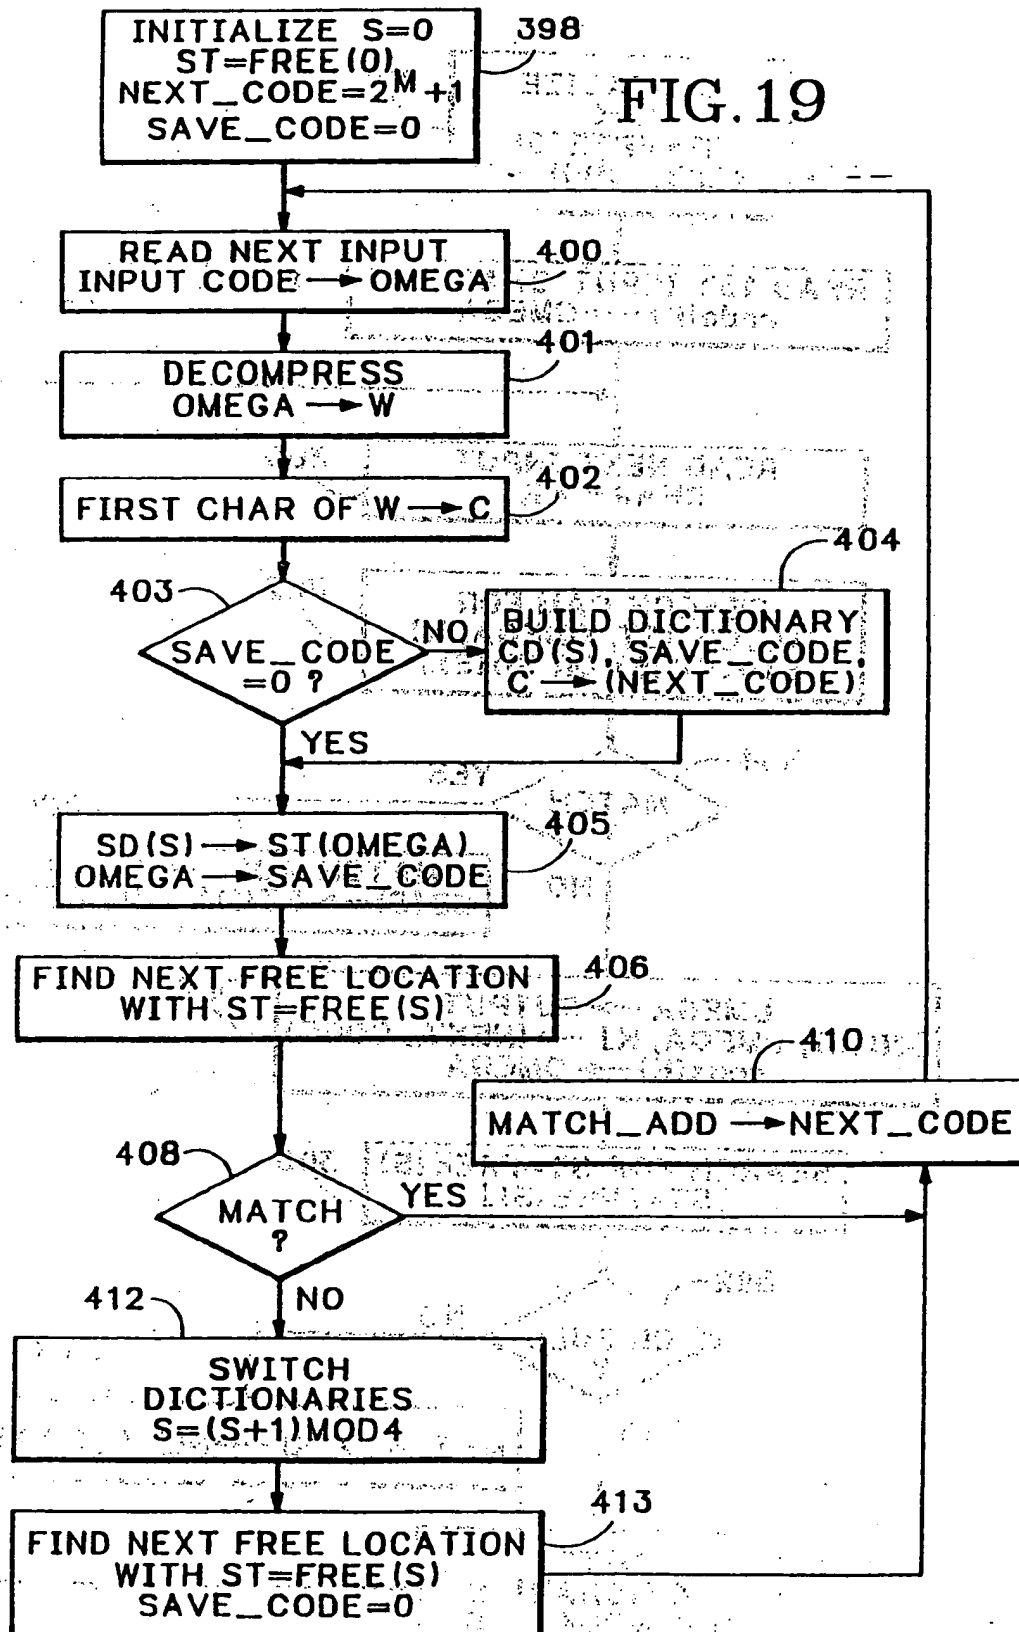 INITIALIZE S=0
ST=FREE(0)
NEXT_CODE=2^M+1
SAVE_CODE=0
398
FIG.19
READ NEXT INPUT
INPUT CODE → OMEGA
400
DECOMPRESS
OMEGA → W
401
FIRST CHAR OF W → C
402
403
SAVE_CODE
=0 ?
NO
404
BUILD DICTIONARY
CD(S), SAVE_CODE,
C → (NEXT_CODE)
YES
SD(S) → ST(OMEGA)
OMEGA → SAVE_CODE
405
FIND NEXT FREE LOCATION
WITH ST=FREE(S)
406
410
MATCH_ADD → NEXT_CODE
408
MATCH
?
YES
NO
412
SWITCH
DICTIONARIES
S=(S+1)MOD4
413
FIND NEXT FREE LOCATION
WITH ST=FREE(S)
SAVE_CODE=0